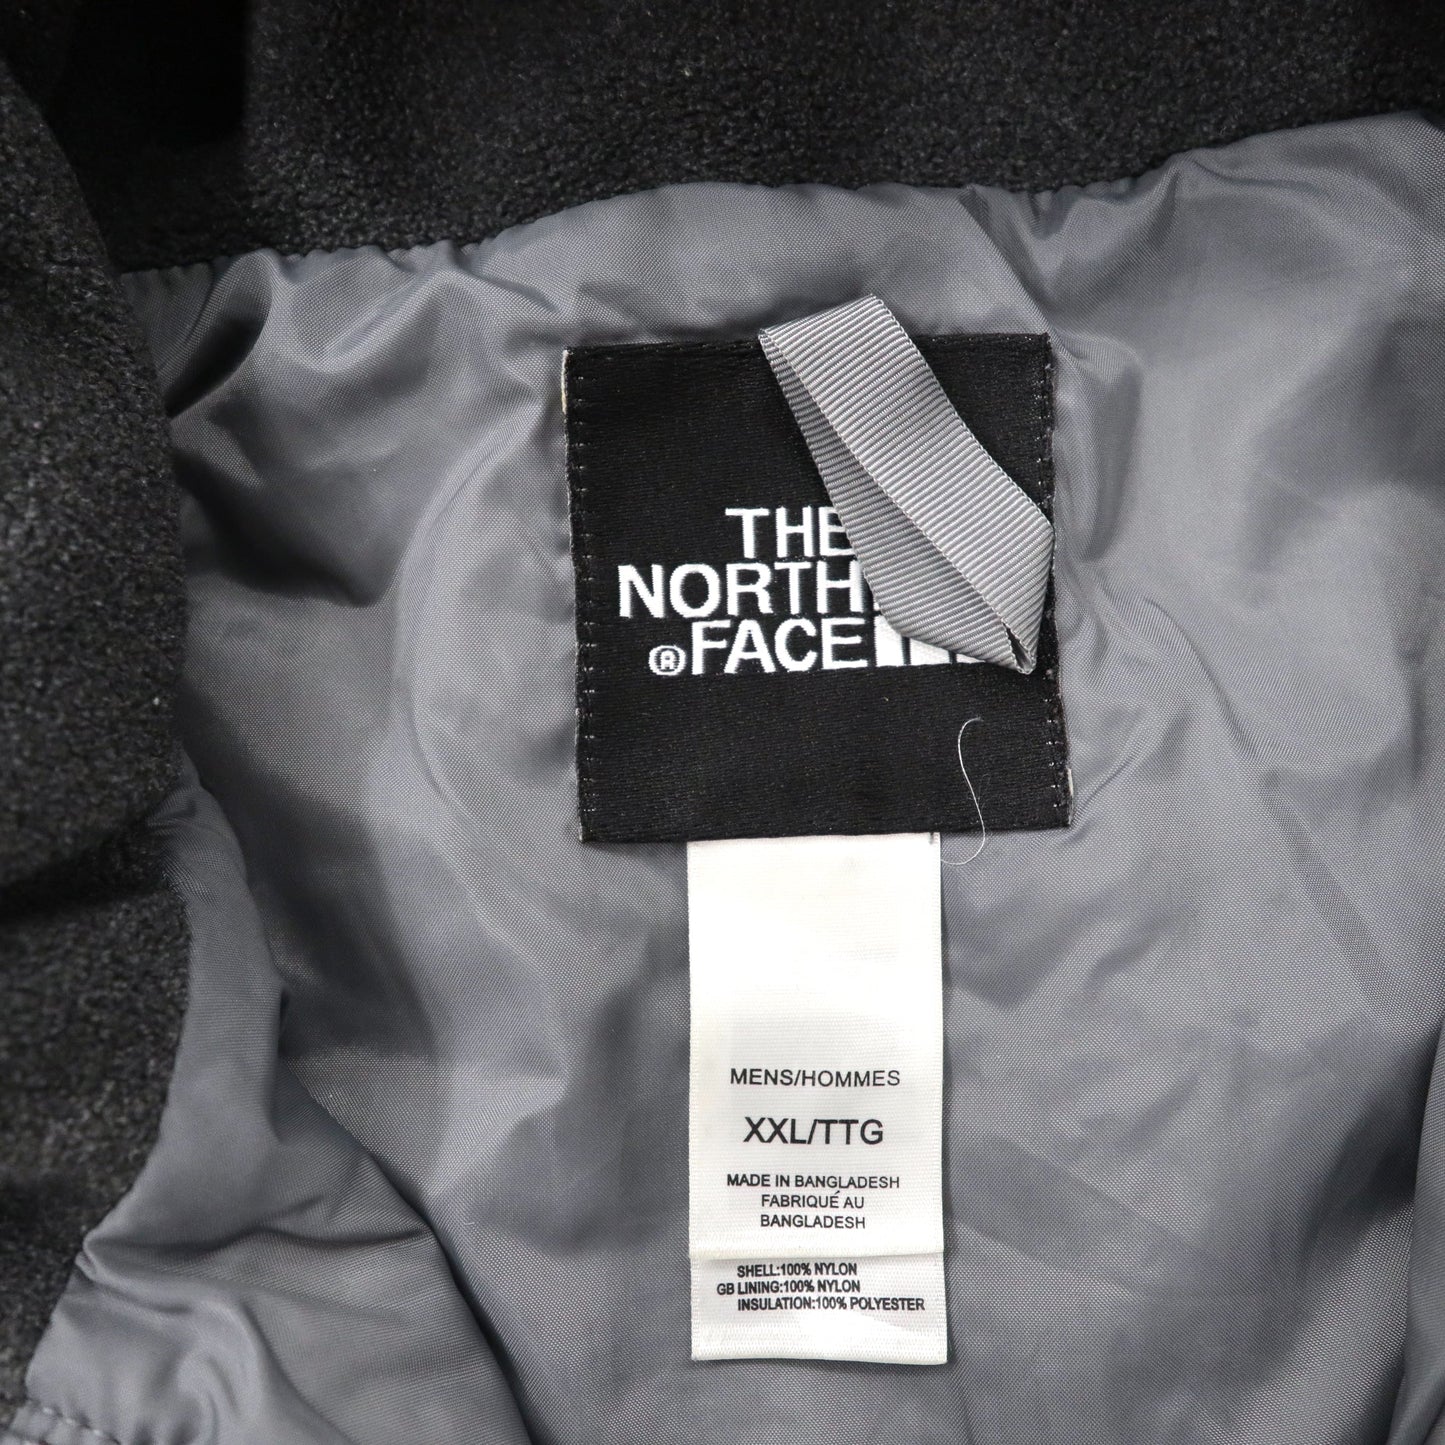 THE
NORTH
® FACE
MENS/HOMMES
XXL/TTG
MADE IN BANGLADESH
FABRIQUÉ AU
BANGLADESH
SHELL:100% NYLON
GB LINING:100% NYLON
INSULATION:100% POLYESTER